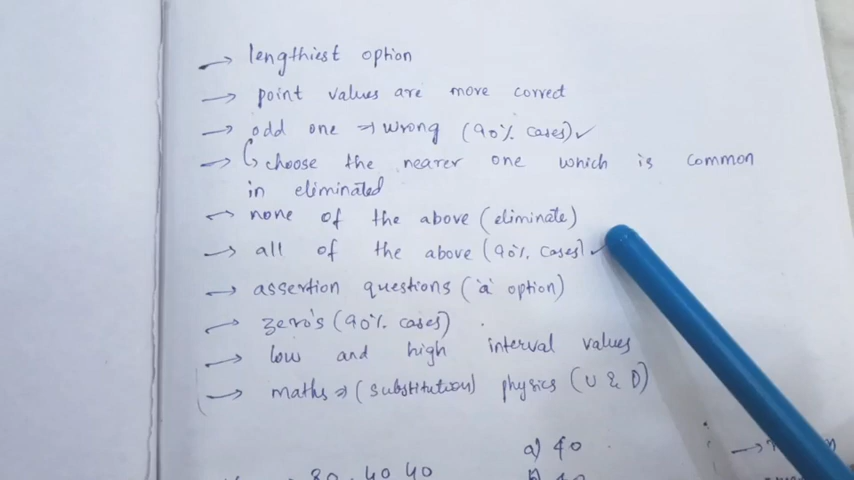 → lengthiest option
→ point values are more correct
→ odd one ⇒ wrong (90% cases) ✓
→ choose the nearer one which is common
in eliminated
→ none of the above (eliminate)
→ all of the above (90% cases) ✓
→ assertion questions ('a' option)
→ zero's (90% cases)
→ low and high interval values
→ maths ⇒ (substitution) physics (U & D)
a) 40
40 40